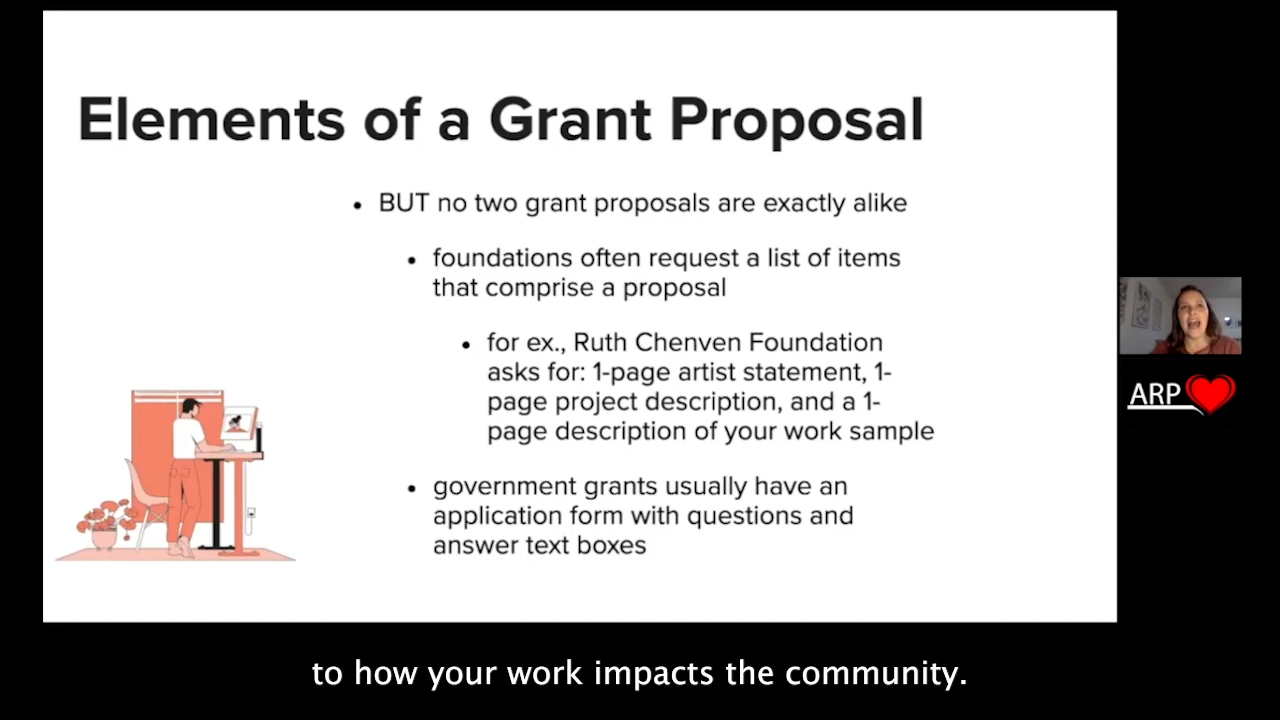 Elements of a Grant Proposal
• BUT no two grant proposals are exactly alike
• foundations often request a list of items
that comprise a proposal
• for ex., Ruth Chenven Foundation
asks for: 1-page artist statement, 1-
page project description, and a 1-
page description of your work sample
• government grants usually have an
application form with questions and
answer text boxes
ARP
to how your work impacts the community.